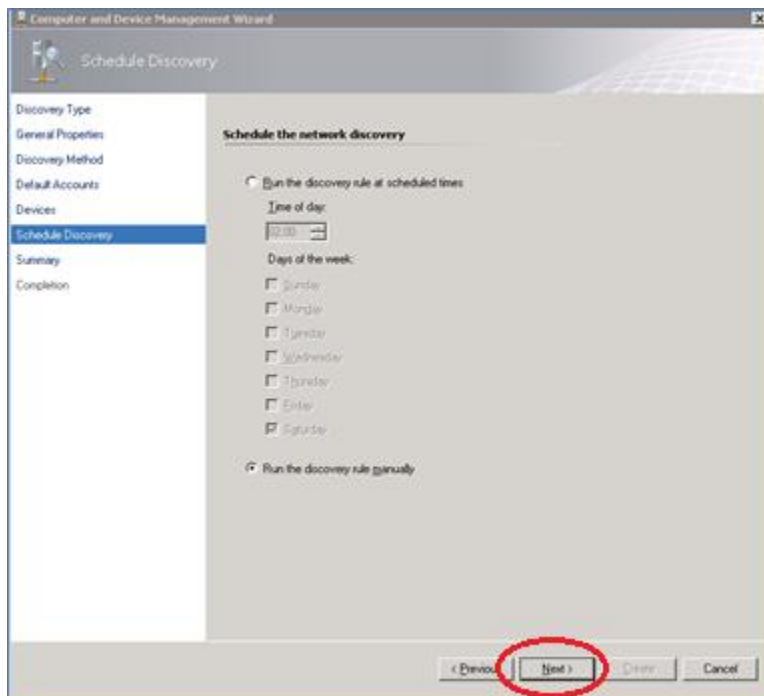 Computer and Device Management Wizard
Schedule Discovery
Discovery Type
General Properties
Discovery Method
Default Accounts
Devices
Schedule Discovery
Summary
Completion
Schedule the network discovery
Run the discovery rule at scheduled times
Time of day:
02:00
Days of the week:
Sunday
Monday
Tuesday
Wednesday
Thursday
Friday
Saturday
Run the discovery rule manually
< Previous
Next >
Create
Cancel